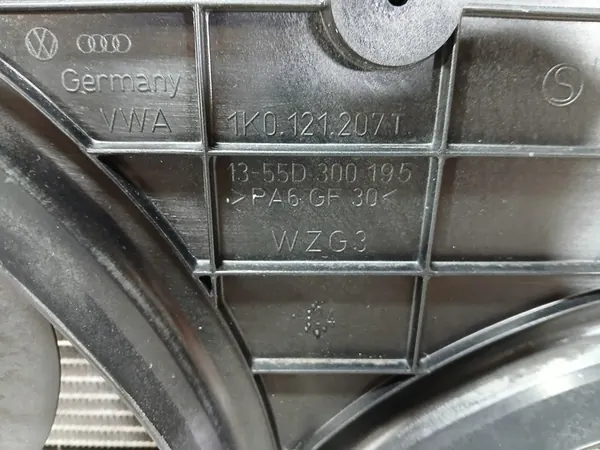 Germany
VWA
1K0.121.207T
13-55D 300 195
>PA6 GF 30<
WZG3
S